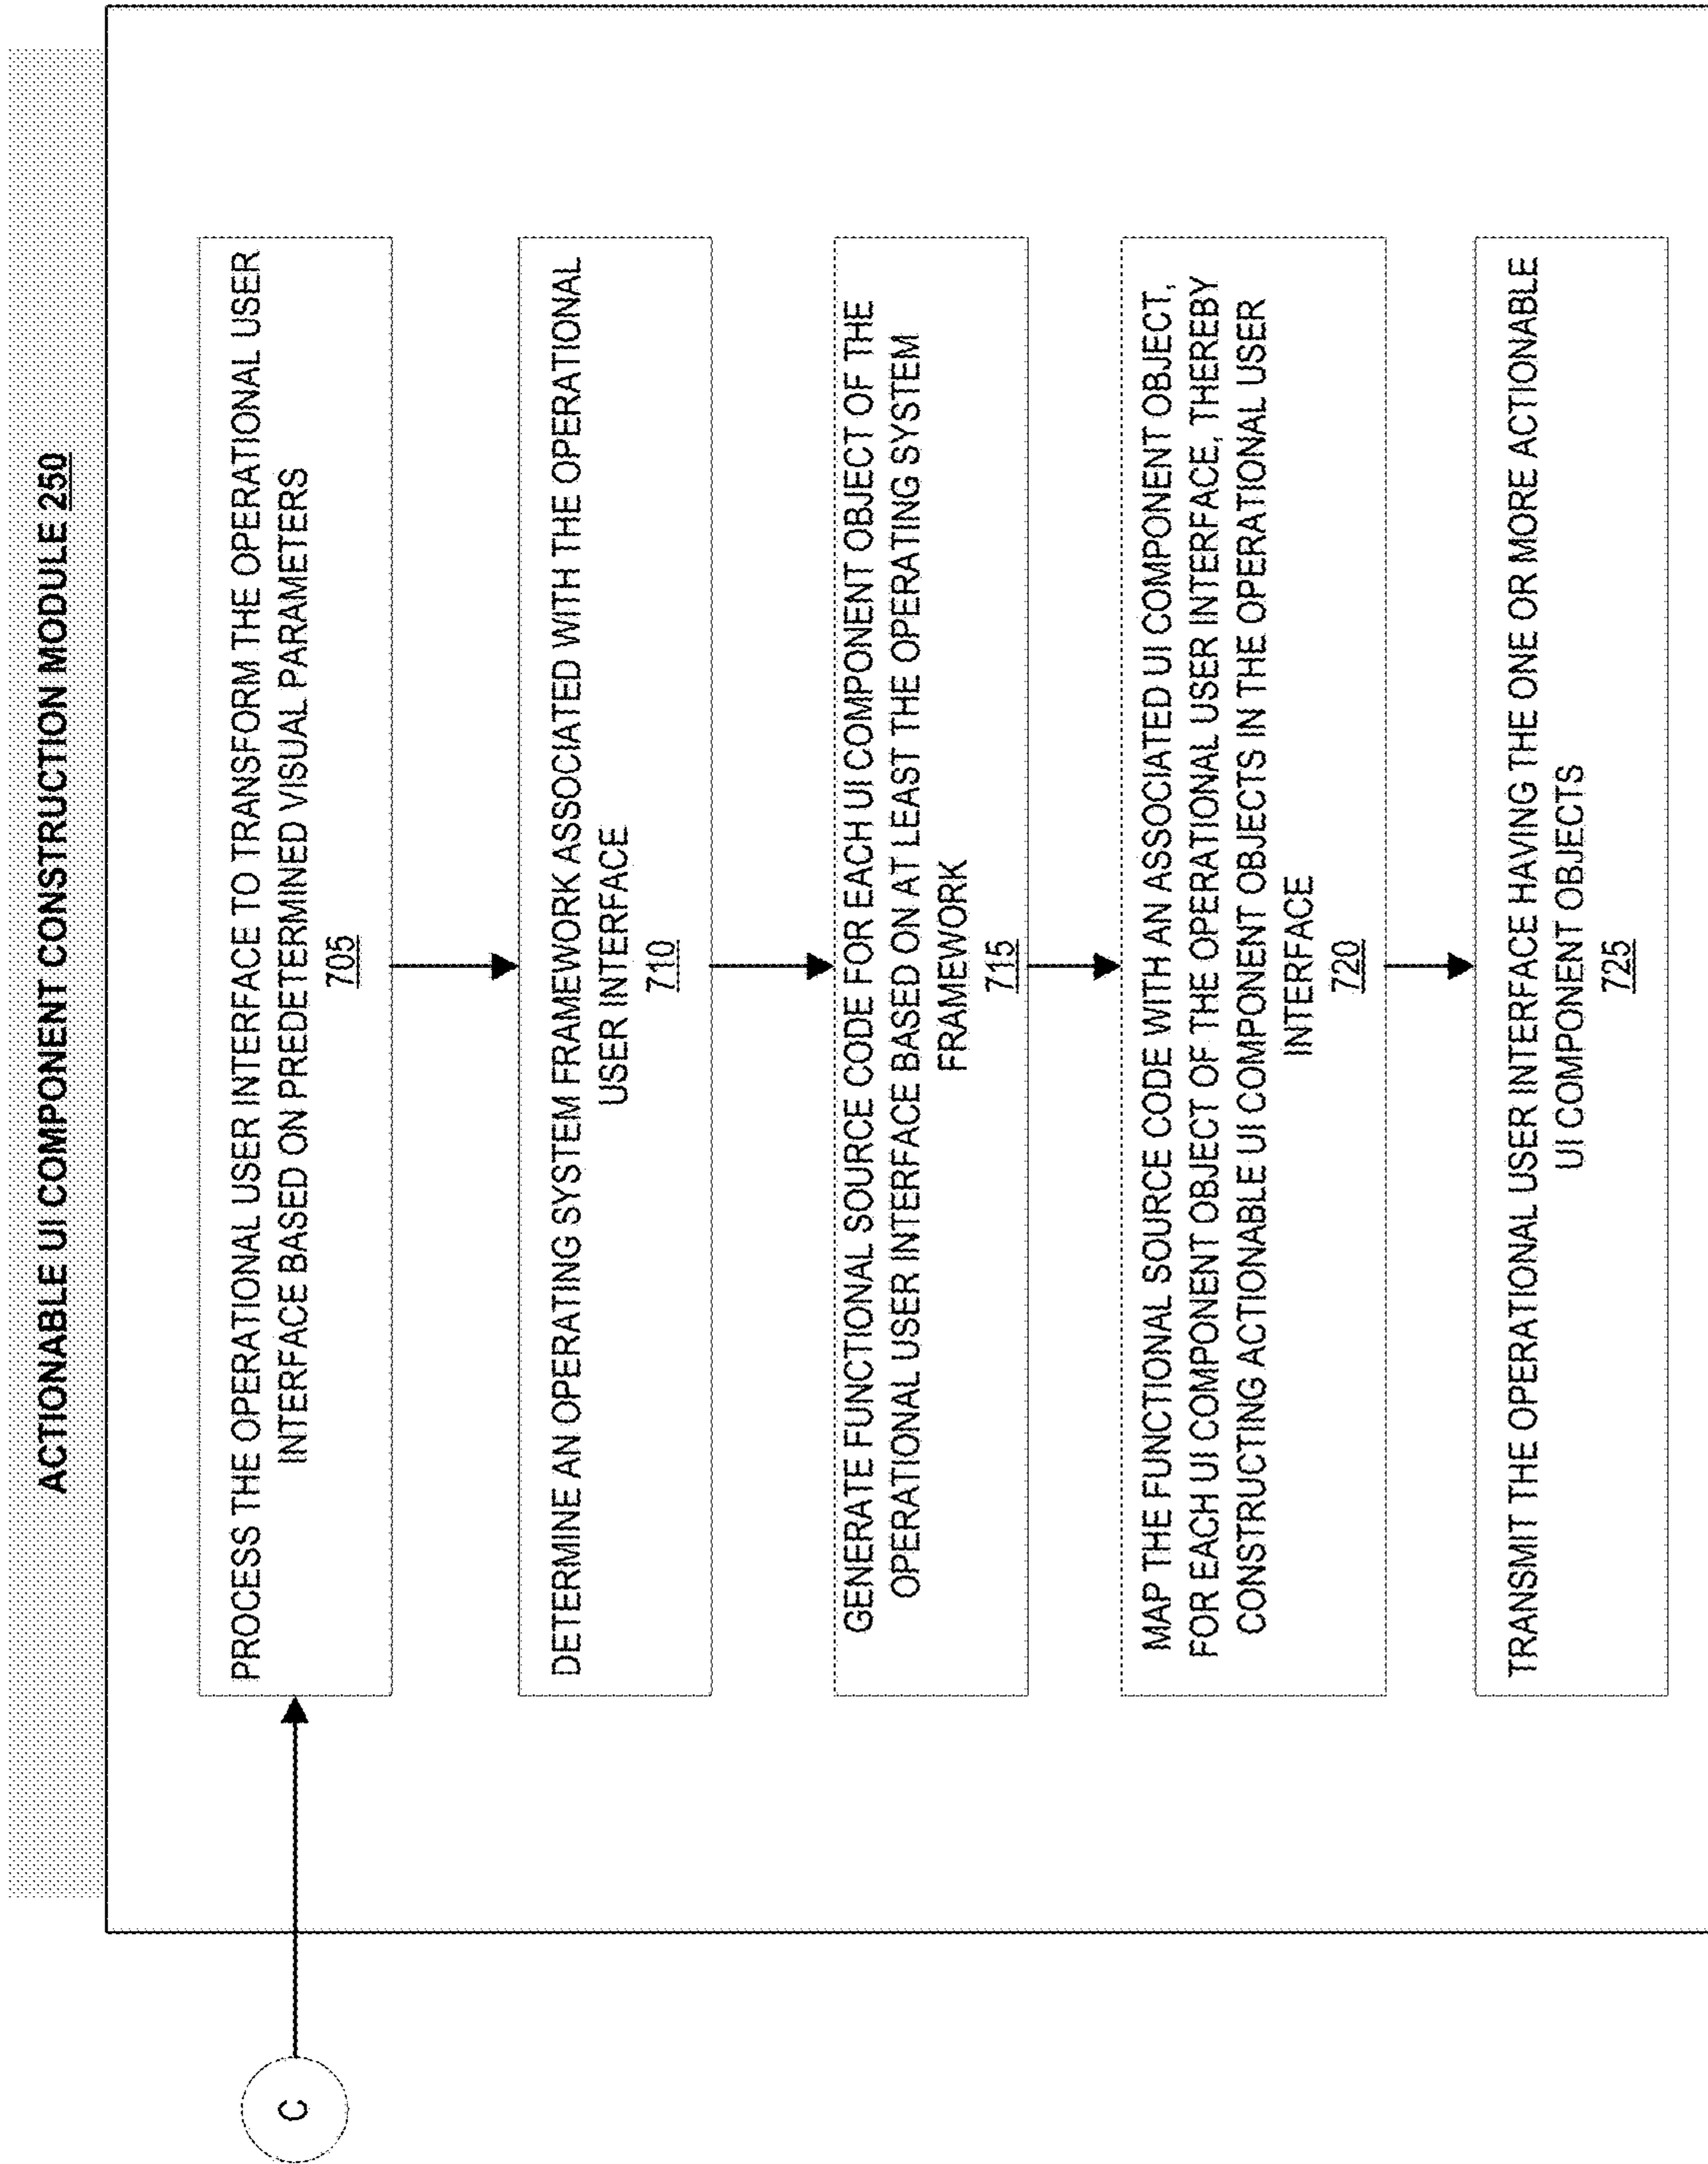 ACTIONABLE UI COMPONENT CONSTRUCTION MODULE 250
C
PROCESS THE OPERATIONAL USER INTERFACE TO TRANSFORM THE OPERATIONAL USER
INTERFACE BASED ON PREDETERMINED VISUAL PARAMETERS
705
DETERMINE AN OPERATING SYSTEM FRAMEWORK ASSOCIATED WITH THE OPERATIONAL
USER INTERFACE
710
GENERATE FUNCTIONAL SOURCE CODE FOR EACH UI COMPONENT OBJECT OF THE
OPERATIONAL USER INTERFACE BASED ON AT LEAST THE OPERATING SYSTEM
FRAMEWORK
715
MAP THE FUNCTIONAL SOURCE CODE WITH AN ASSOCIATED UI COMPONENT OBJECT,
FOR EACH UI COMPONENT OBJECT OF THE OPERATIONAL USER INTERFACE, THEREBY
CONSTRUCTING ACTIONABLE UI COMPONENT OBJECTS IN THE OPERATIONAL USER
INTERFACE
720
TRANSMIT THE OPERATIONAL USER INTERFACE HAVING THE ONE OR MORE ACTIONABLE
UI COMPONENT OBJECTS
725